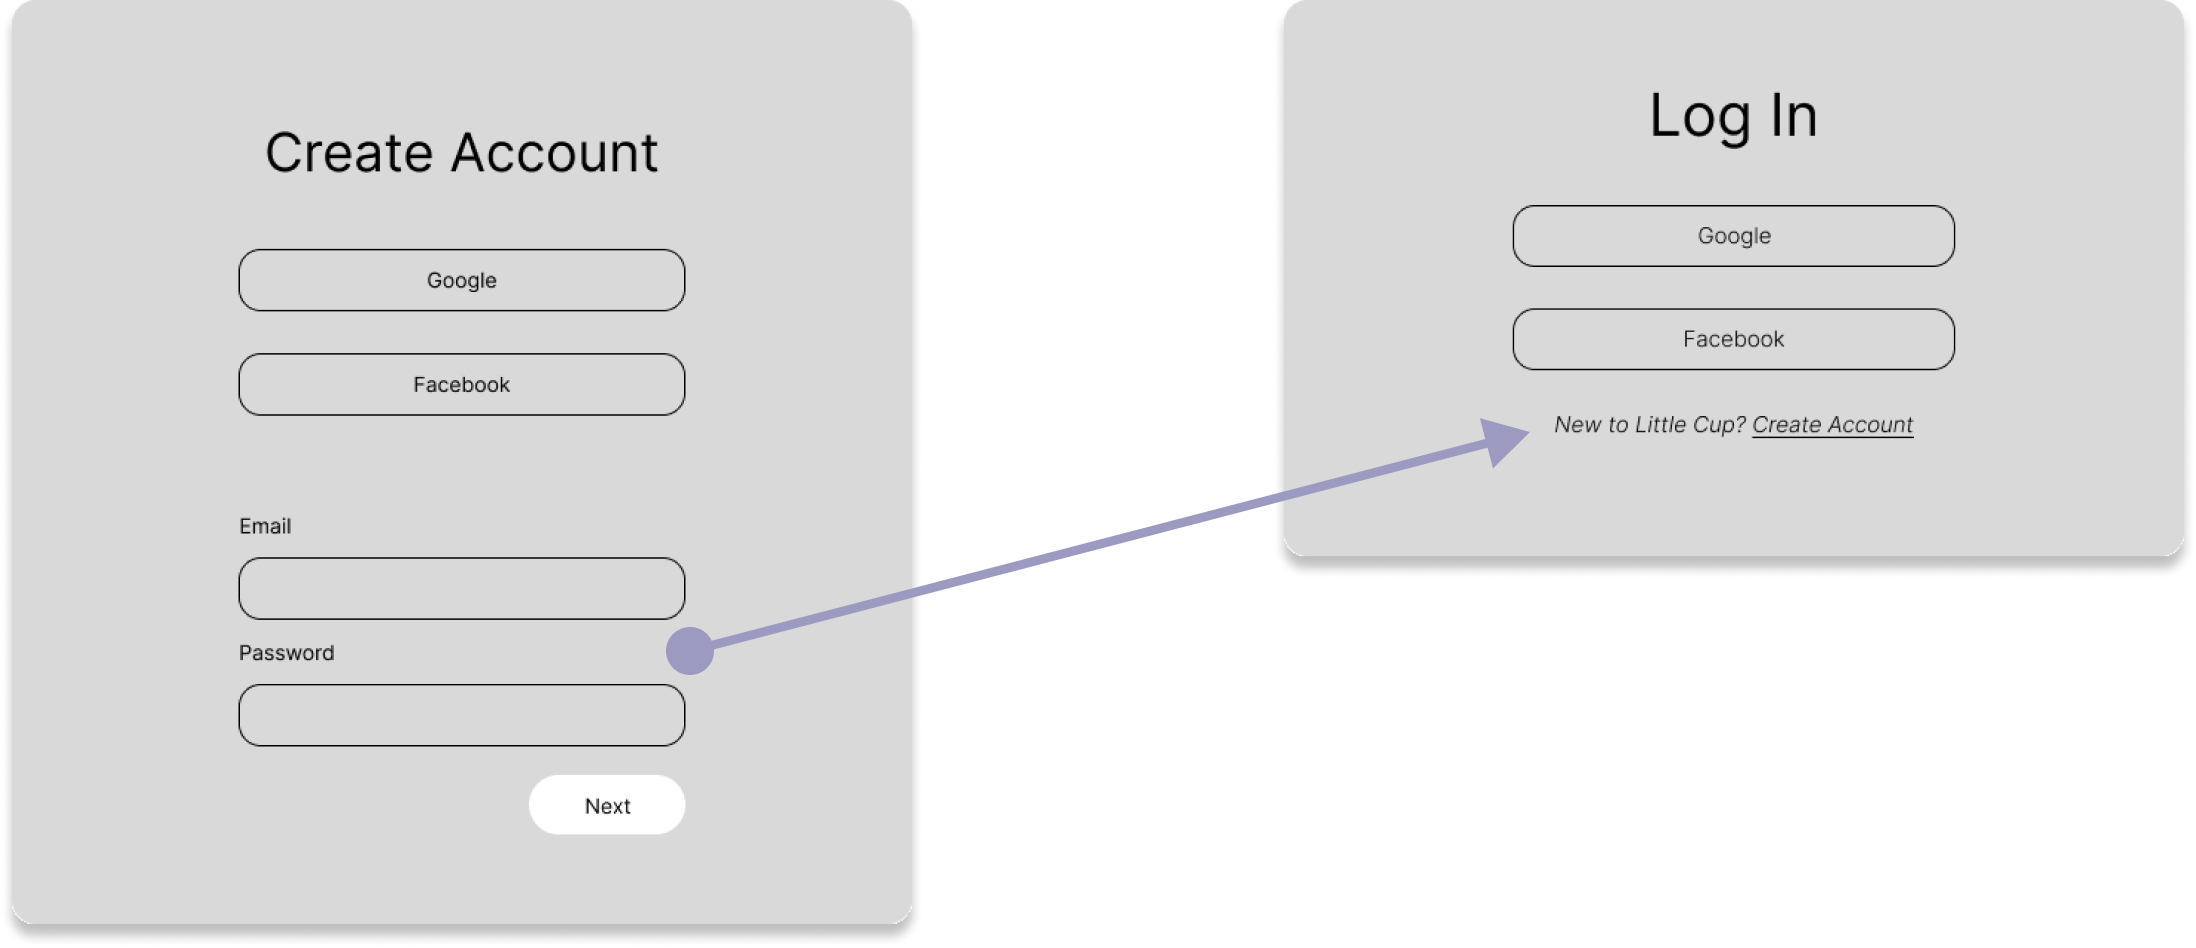 Create Account
Google
Facebook
Email
Password
Next
Log In
Google
Facebook
New to Little Cup? Create Account